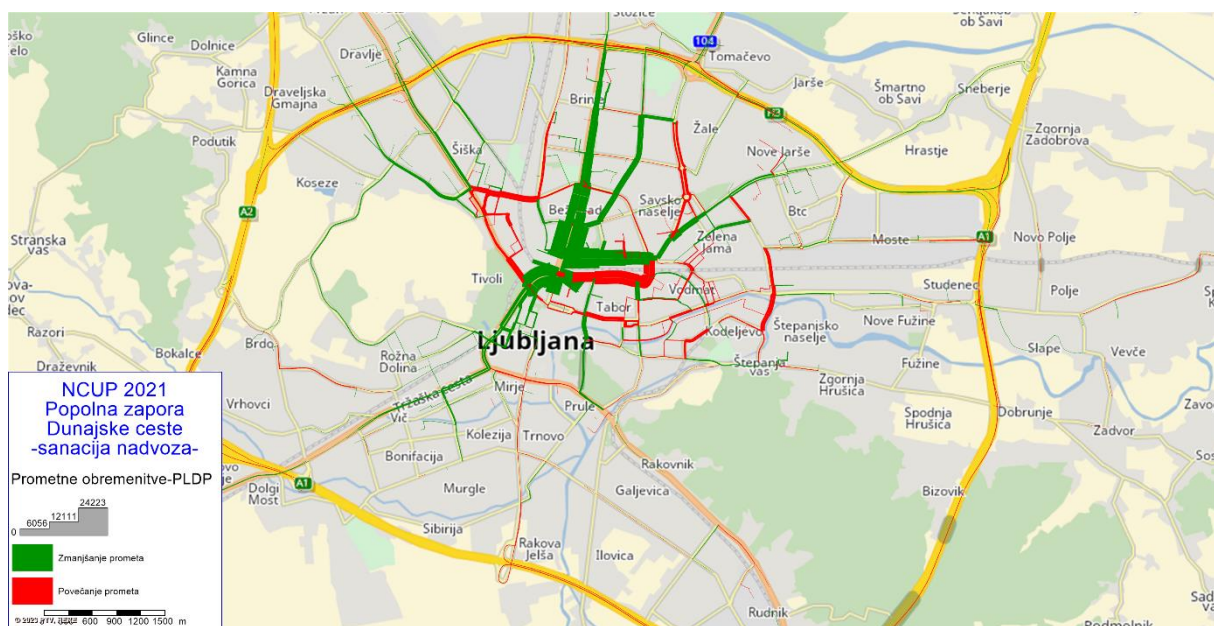 Stožice
ob Savi
Glince
Dolnice
Dravlje
104
Tomačevo
Kamna
Gorica
Draveljska
Gmajna
Brinje
Jarše
Šmartno
ob Savi
Sneberje
H3
Podutik
Šiška
Žale
Nove Jarše
Hrastje
Zgornja
Zadobrova
Koseze
A2
Savsko
naselje
Btc
Stranska
vas
Zelena
Jama
Moste
A1
Novo Polje
Tivoli
Vodmat
Studenec
Polje
Tabor
Razori
Ljubljana
Kodeljevo
Štepanjsko
naselje
Nove Fužine
Brdo
Bokalce
Rožna
Dolina
Štepanja
vas
Fužine
Slape
Vevče
Draževnik
Mirje
Zgornja
Hrušica
Tržaška cesta
Vič
Prule
Vrhovci
Kolezija
Trnovo
Spodnja
Hrušica
Dobrunje
Zadvor
Bonifacija
Rakovnik
A1
Dolgi
Most
Murgle
Galjevica
Bizovik
Sibirija
Rakova
Jelša
Ilovica
Rudnik
Podmolnik
NCUP 2021
Popolna zapora
Dunajske ceste
-sanacija nadvoza-
Prometne obremenitve-PLDP
0 6056 12111 24223
Zmanjšanje prometa
Povečanje prometa
600 900 1200 1500 m